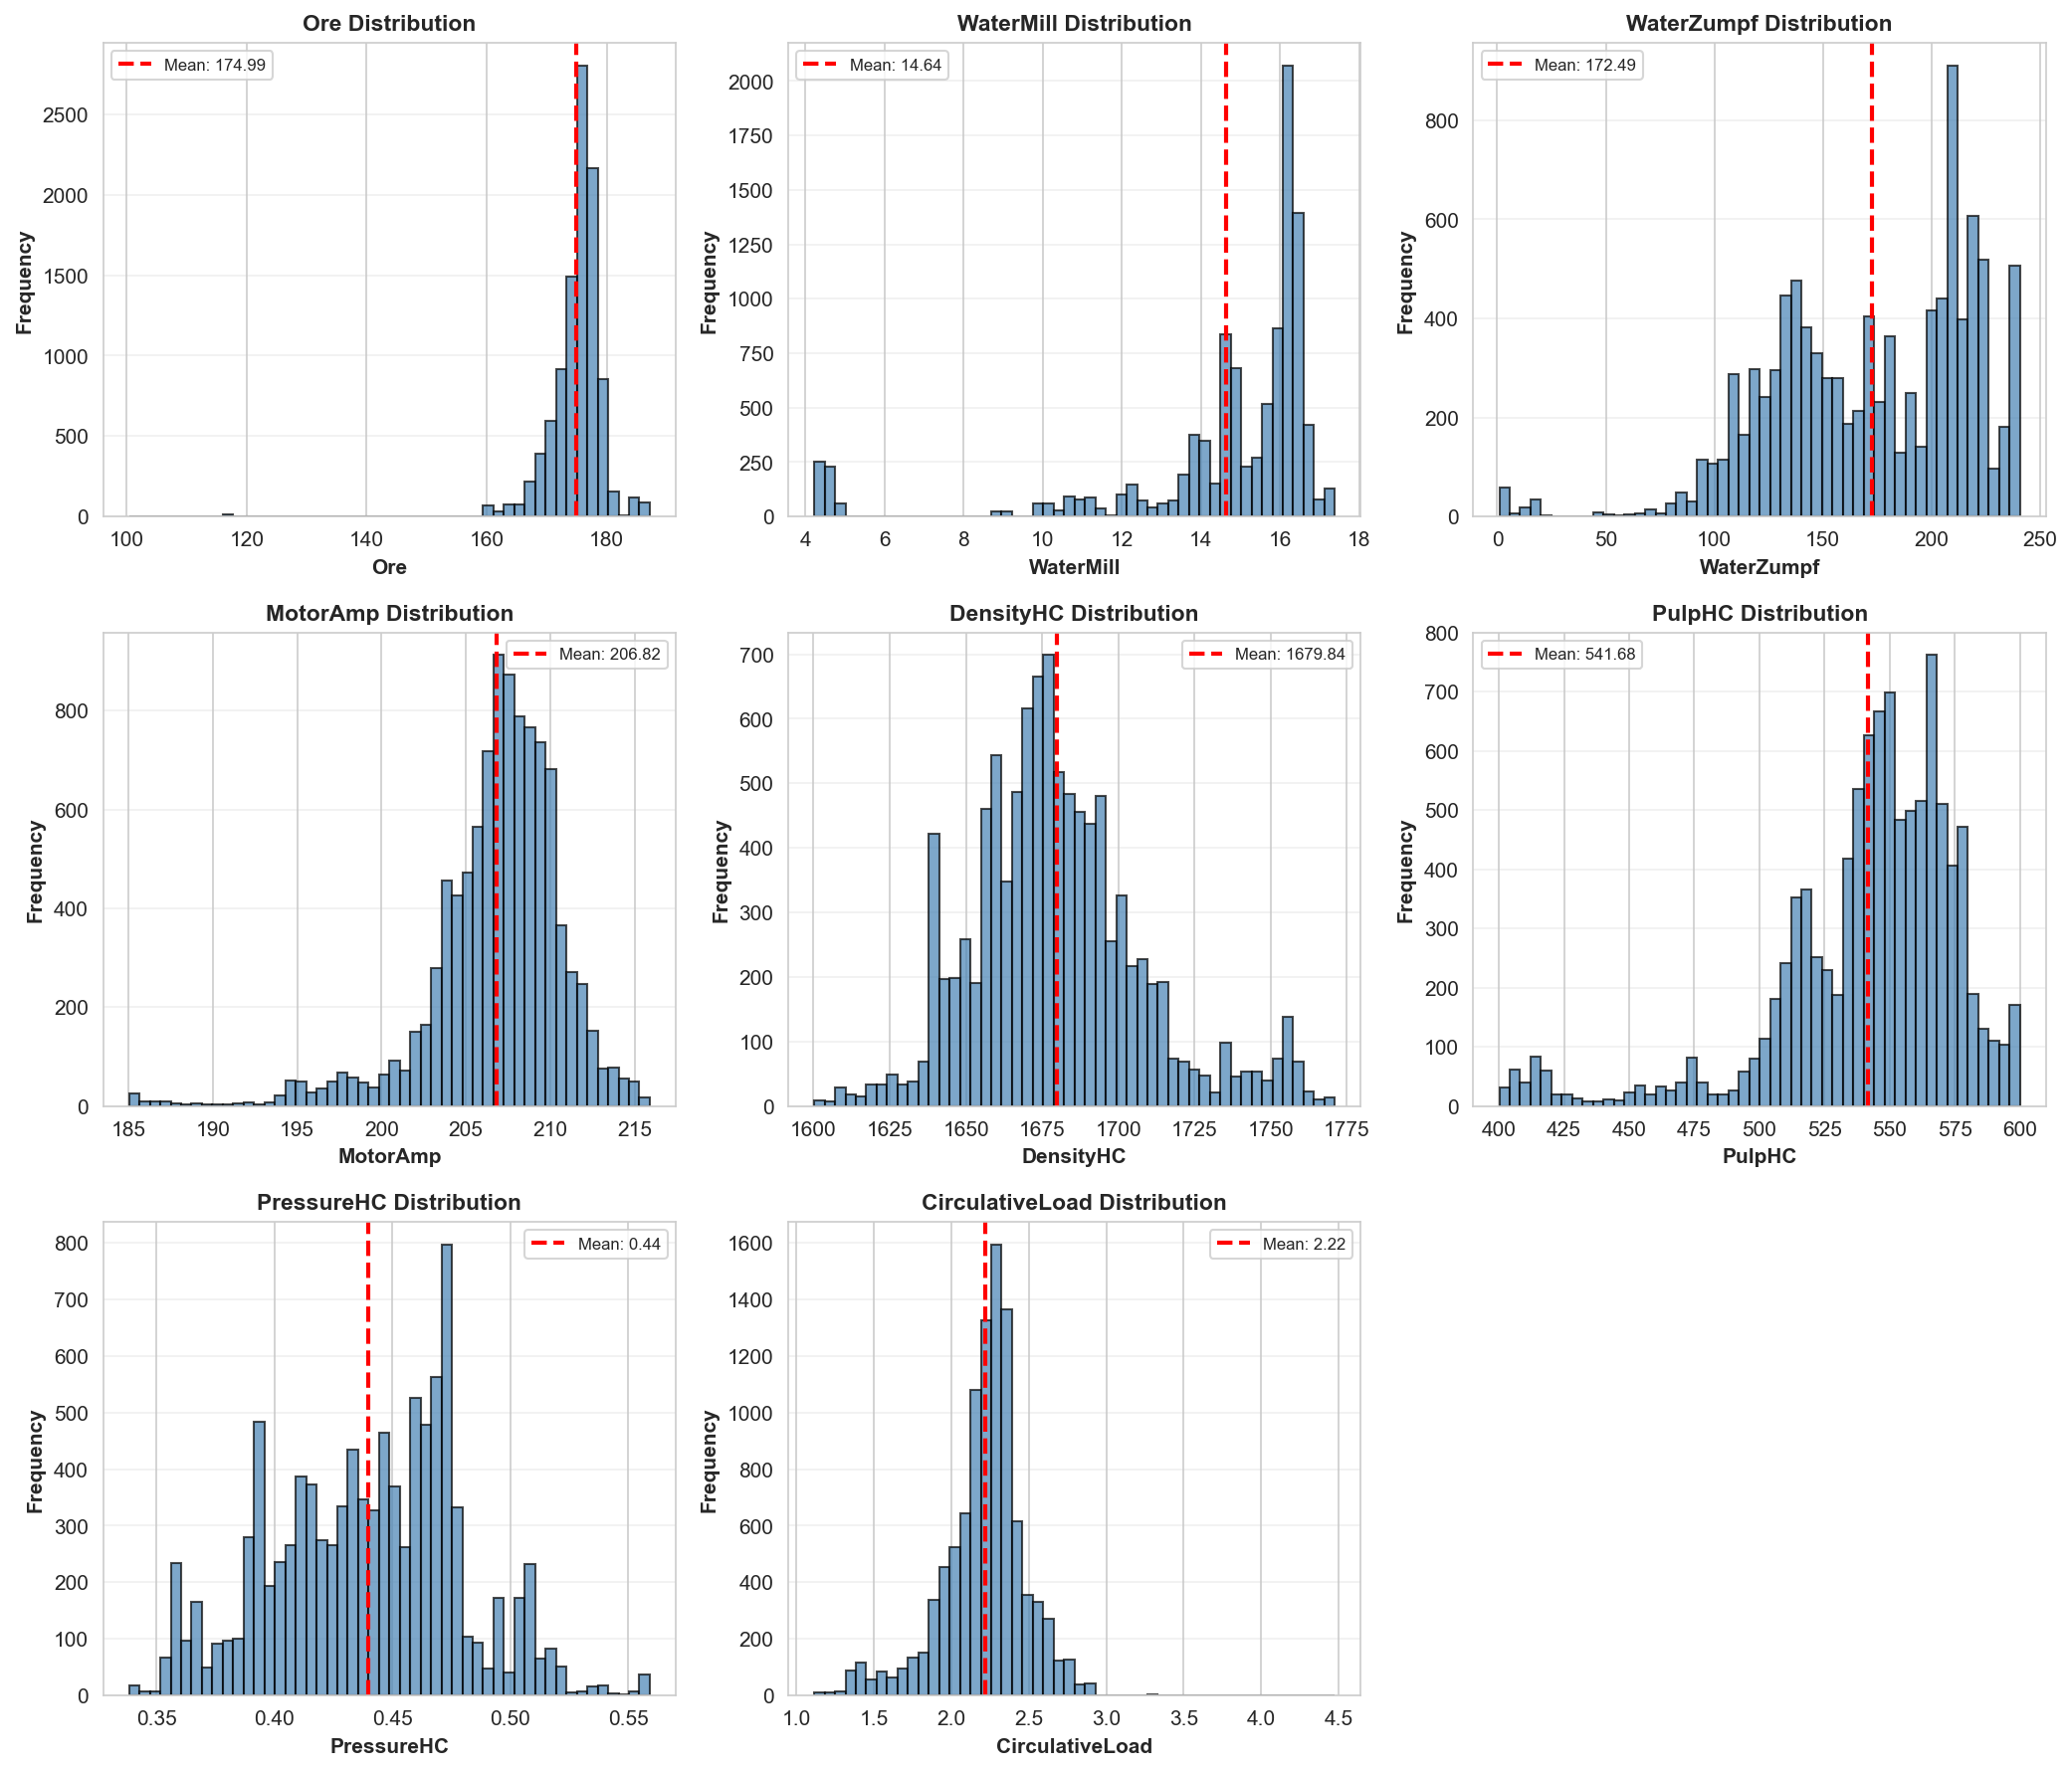 Ore Distribution
Mean: 174.99
2500
2000
1500
1000
500
0
100 120 140 160 180
Frequency
Ore
WaterMill Distribution
Mean: 14.64
2000
1750
1500
1250
1000
750
500
250
0
4 6 8 10 12 14 16 18
Frequency
WaterMill
WaterZumpf Distribution
Mean: 172.49
800
600
400
200
0
0 50 100 150 200 250
Frequency
WaterZumpf
MotorAmp Distribution
Mean: 206.82
800
600
400
200
0
185 190 195 200 205 210 215
Frequency
MotorAmp
DensityHC Distribution
Mean: 1679.84
700
600
500
400
300
200
100
0
1600 1625 1650 1675 1700 1725 1750 1775
Frequency
DensityHC
PulpHC Distribution
Mean: 541.68
800
700
600
500
400
300
200
100
0
400 425 450 475 500 525 550 575 600
Frequency
PulpHC
PressureHC Distribution
Mean: 0.44
800
700
600
500
400
300
200
100
0
0.35 0.40 0.45 0.50 0.55
Frequency
PressureHC
CirculativeLoad Distribution
Mean: 2.22
1600
1400
1200
1000
800
600
400
200
0
1.0 1.5 2.0 2.5 3.0 3.5 4.0 4.5
Frequency
CirculativeLoad